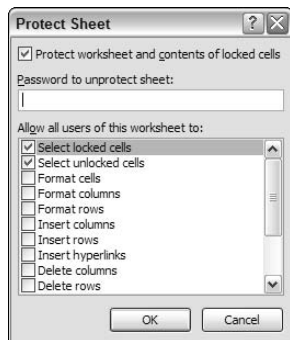 Protect Sheet
Protect worksheet and contents of locked cells
Password to unprotect sheet:
Allow all users of this worksheet to:
Select locked cells
Select unlocked cells
Format cells
Format columns
Format rows
Insert columns
Insert rows
Insert hyperlinks
Delete columns
Delete rows
OK Cancel